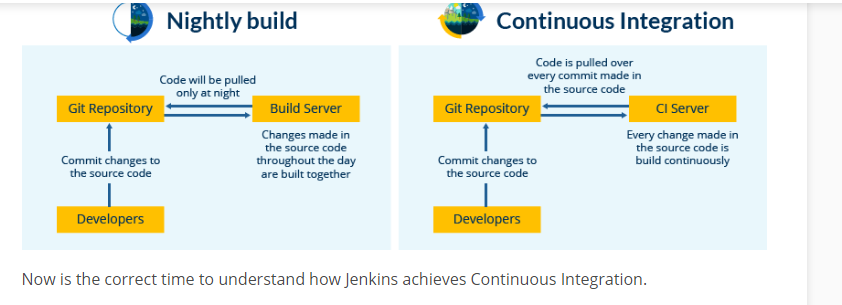 Nightly build
Code will be pulled
only at night
Git Repository
Build Server
Changes made in
the source code
throughout the day
are built together
Commit changes to
the source code
Developers
Continuous Integration
Code is pulled over
every commit made in
the source code
Git Repository
CI Server
Every change made in
the source code is
build continuously
Commit changes to
the source code
Developers
Now is the correct time to understand how Jenkins achieves Continuous Integration.